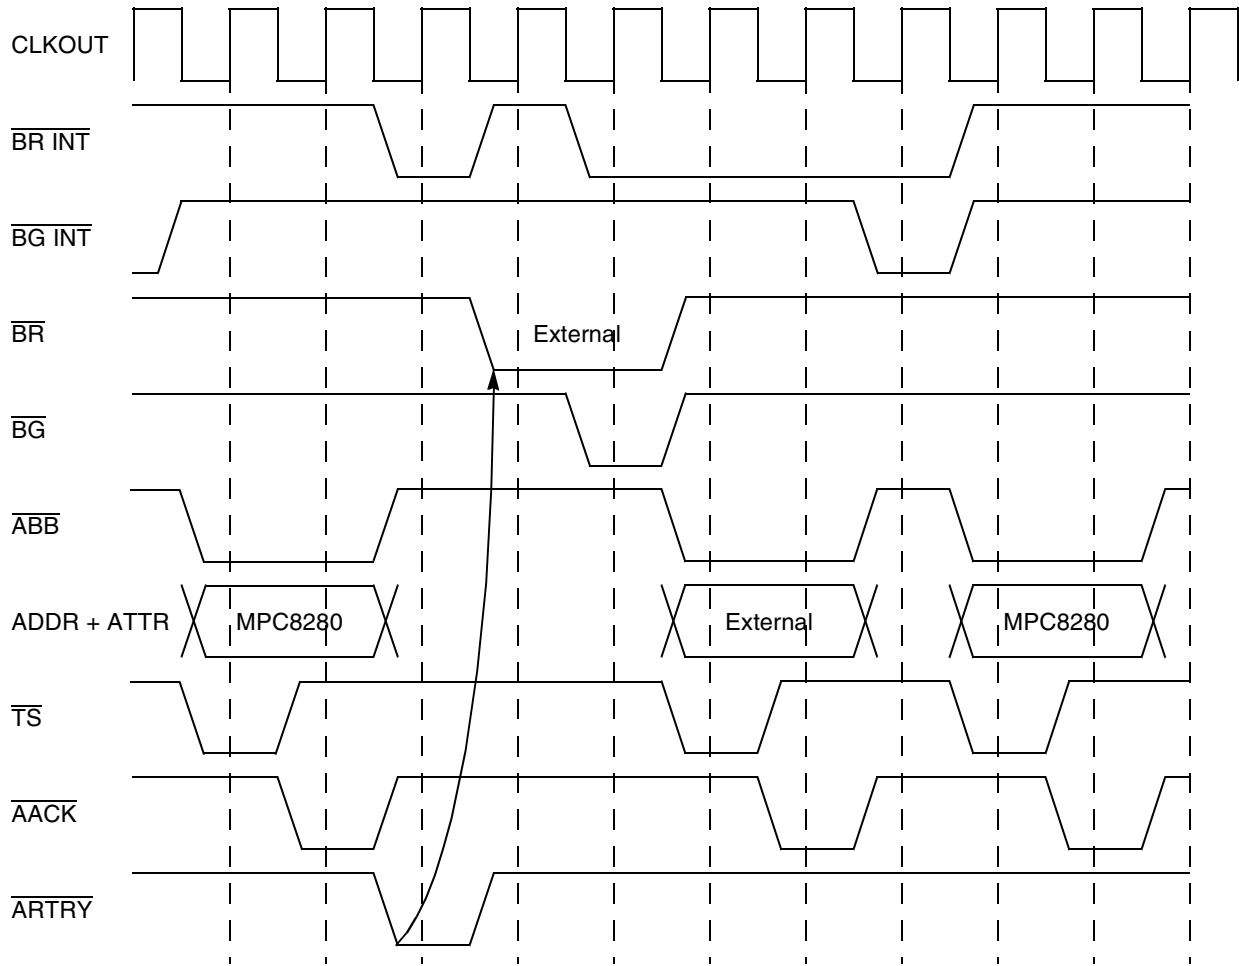 CLKOUT
BR INT
BG INT
BR
External
BG
ABB
ADDR + ATTR
MPC8280
External
MPC8280
TS
AACK
ARTRY